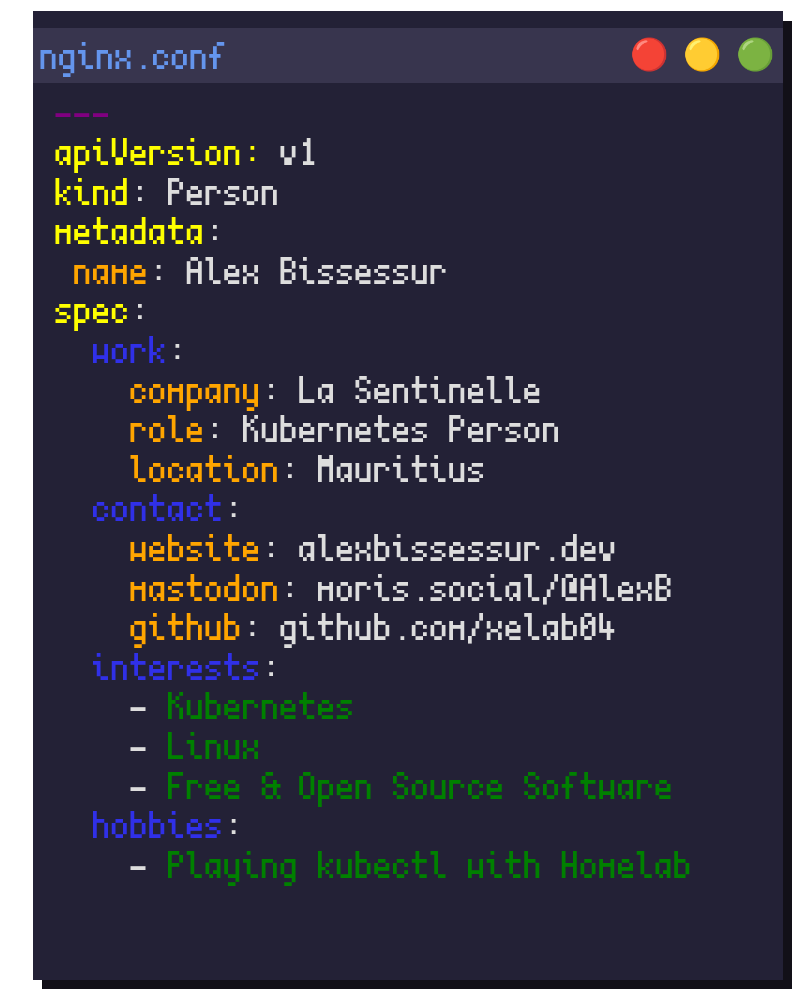 nginx.conf
---
apiVersion: v1
kind: Person
metadata:
 name: Alex Bissessur
spec:
  work:
    company: La Sentinelle
    role: Kubernetes Person
    location: Mauritius
  contact:
    website: alexbissessur.dev
    mastodon: moris.social/@AlexB
    github: github.com/xelab04
  interests:
    - Kubernetes
    - Linux
    - Free & Open Source Software
  hobbies:
    - Playing kubectl with Homelab